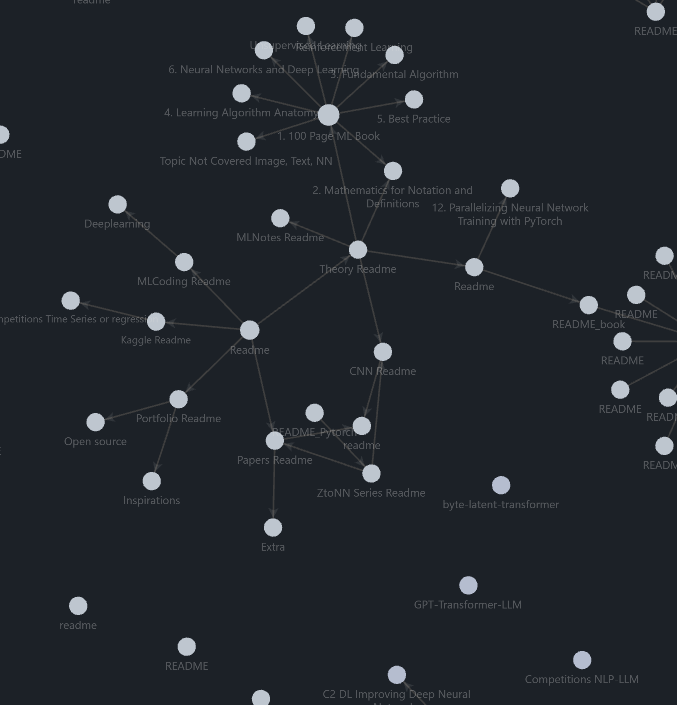 readme
README
Unsupervised Learning
Reinforcement Learning
6. Neural Networks and Deep Learning
3. Fundamental Algorithm
4. Learning Algorithm Anatomy
5. Best Practice
1. 100 Page ML Book
DME
Topic Not Covered Image, Text, NN
2. Mathematics for Notation and
Definitions
12. Parallelizing Neural Network
Training with PyTorch
Deeplearning
MLNotes Readme
Theory Readme
READM
MLCoding Readme
Readme
mpetitions Time Series or regressi
README
README_book
Kaggle Readme
Readme
README
CNN Readme
README
READM
Portfolio Readme
README_Pytorch
Open source
readme
Papers Readme
READM
Inspirations
ZtoNN Series Readme
byte-latent-transformer
Extra
GPT-Transformer-LLM
readme
README
Competitions NLP-LLM
C2 DL Improving Deep Neural